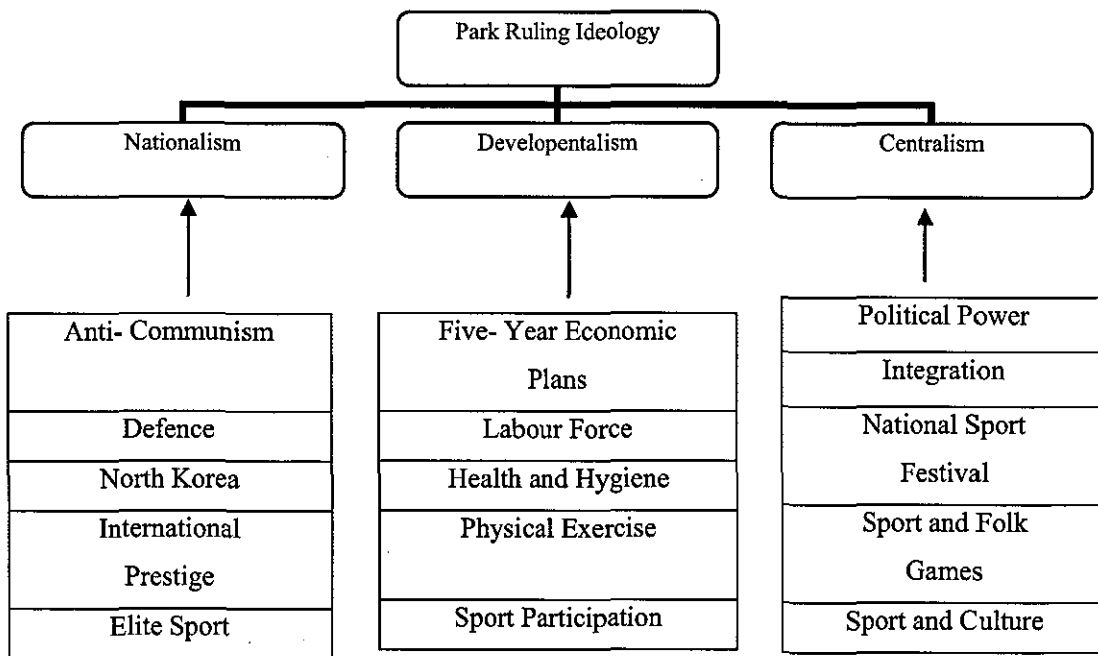 Park Ruling Ideology
Nationalism
Developentalism
Centralism
Anti- Communism
Defence
North Korea
International
Prestige
Elite Sport
Five- Year Economic
Plans
Labour Force
Health and Hygiene
Physical Exercise
Sport Participation
Political Power
Integration
National Sport
Festival
Sport and Folk
Games
Sport and Culture